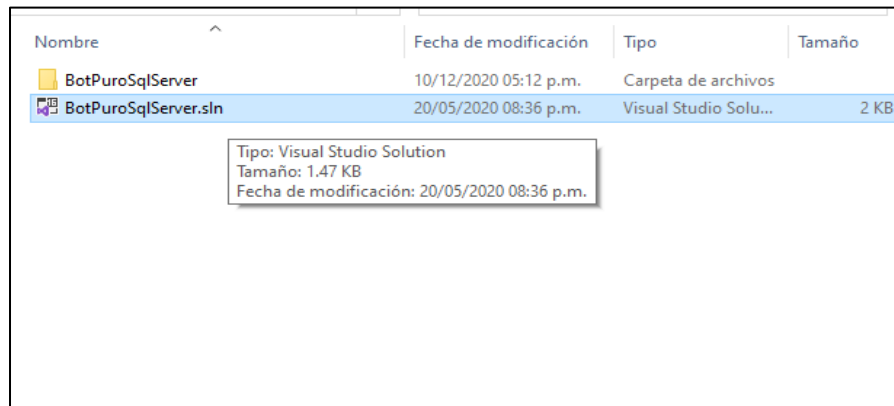 Nombre Fecha de modificación Tipo Tamaño
BotPuroSqlServer 10/12/2020 05:12 p.m. Carpeta de archivos
BotPuroSqlServer.sln 20/05/2020 08:36 p.m. Visual Studio Solu... 2 KB
Tipo: Visual Studio Solution
Tamaño: 1.47 KB
Fecha de modificación: 20/05/2020 08:36 p.m.